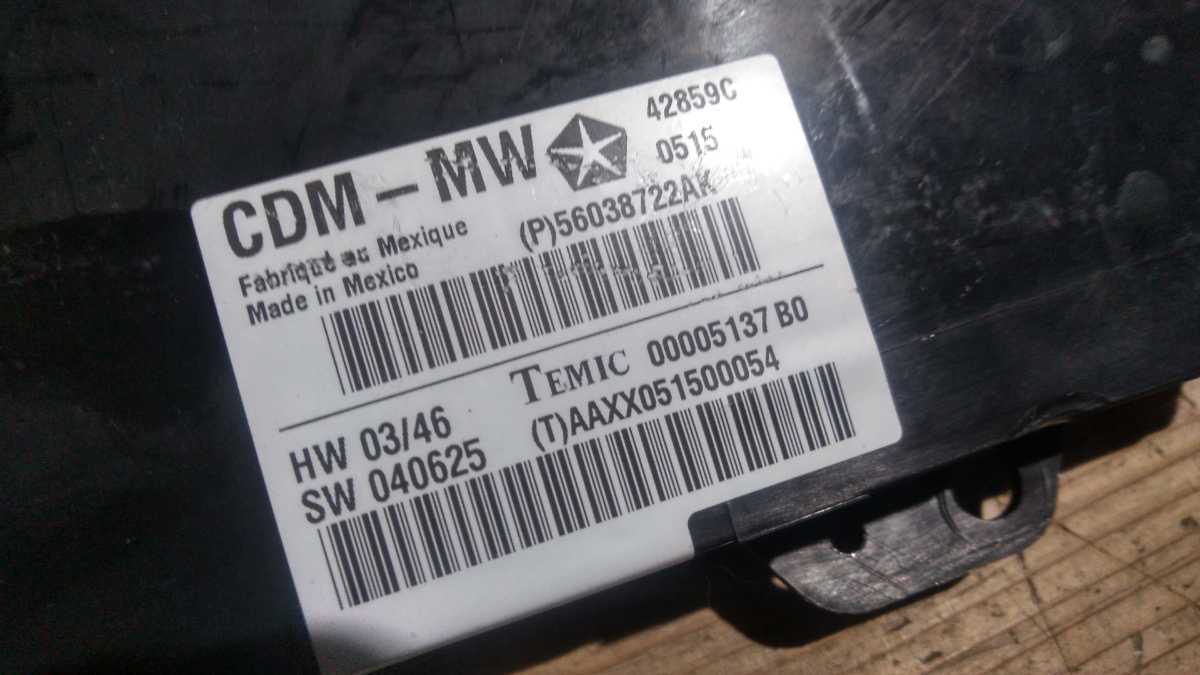 CDM-MW
42859C
0515
Fabriqué au Mexique
Made in Mexico
(P)56038722AK
TEMIC 00005137 B0
HW 03/46
SW 040625
(T)AAXX051500054